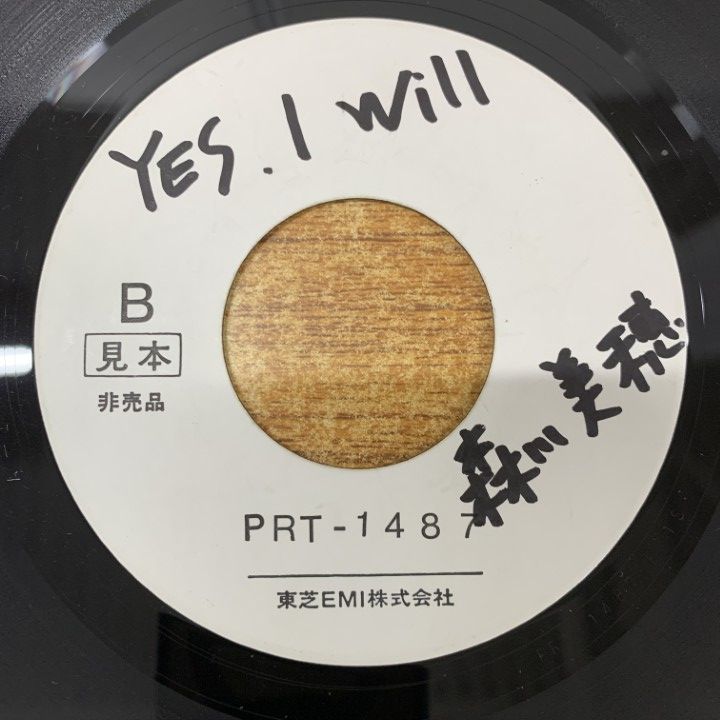 YES. I Will
B
見本
非売品
森川美穂
PRT-1487
東芝EMI株式会社